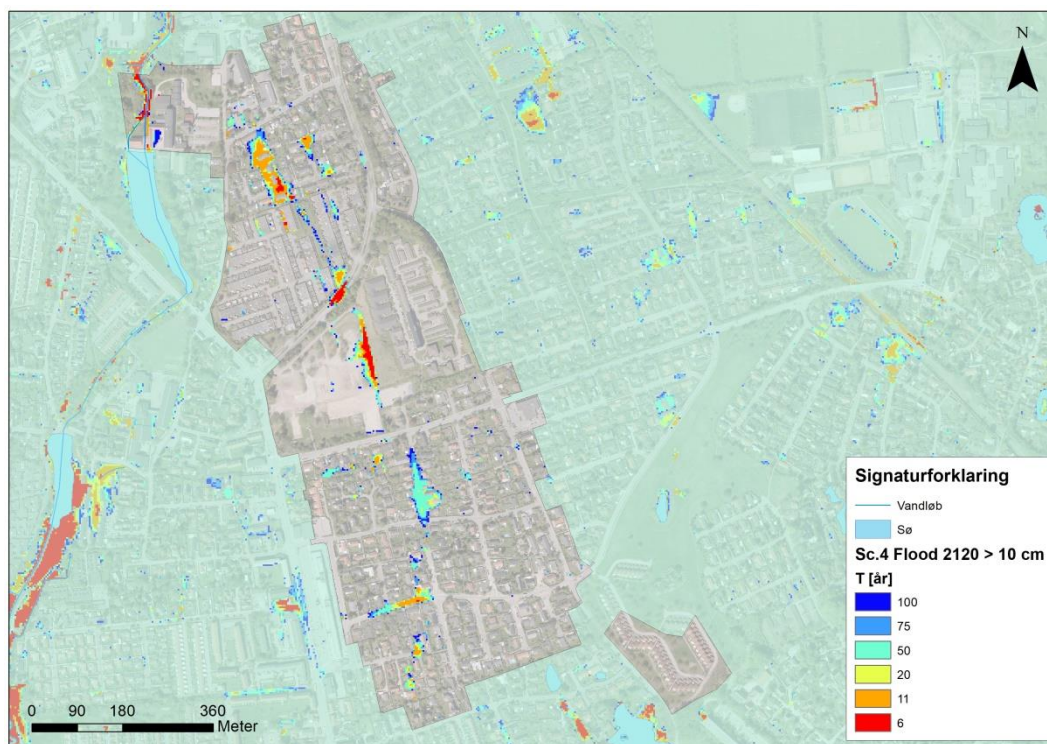 N
Signaturforklaring
Vandløb
Sø
Sc.4 Flood 2120 > 10 cm
T [år]
100
75
50
20
11
6
0 90 180 360
Meter